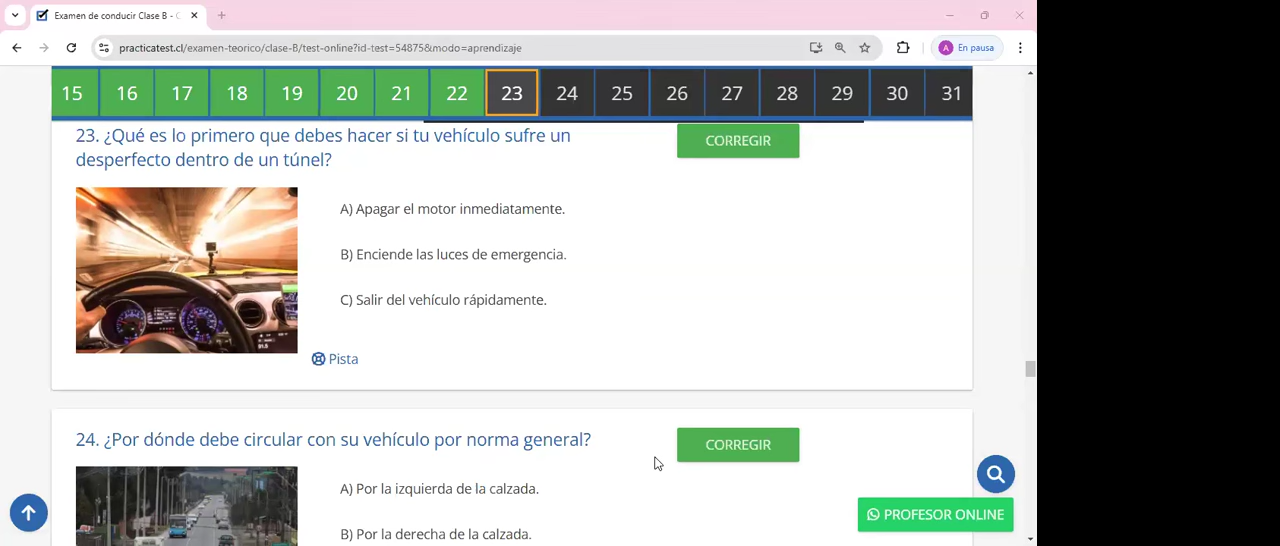 Examen de conducir Clase B - C
practicatest.cl/examen-teorico/clase-B/test-online?id-test=54875&modo=aprendizaje
A En pausa
15 16 17 18 19 20 21 22 23 24 25 26 27 28 29 30 31
23. ¿Qué es lo primero que debes hacer si tu vehículo sufre un
desperfecto dentro de un túnel?
CORREGIR
A) Apagar el motor inmediatamente.
B) Enciende las luces de emergencia.
C) Salir del vehículo rápidamente.
Pista
24. ¿Por dónde debe circular con su vehículo por norma general?
CORREGIR
A) Por la izquierda de la calzada.
B) Por la derecha de la calzada.
PROFESOR ONLINE